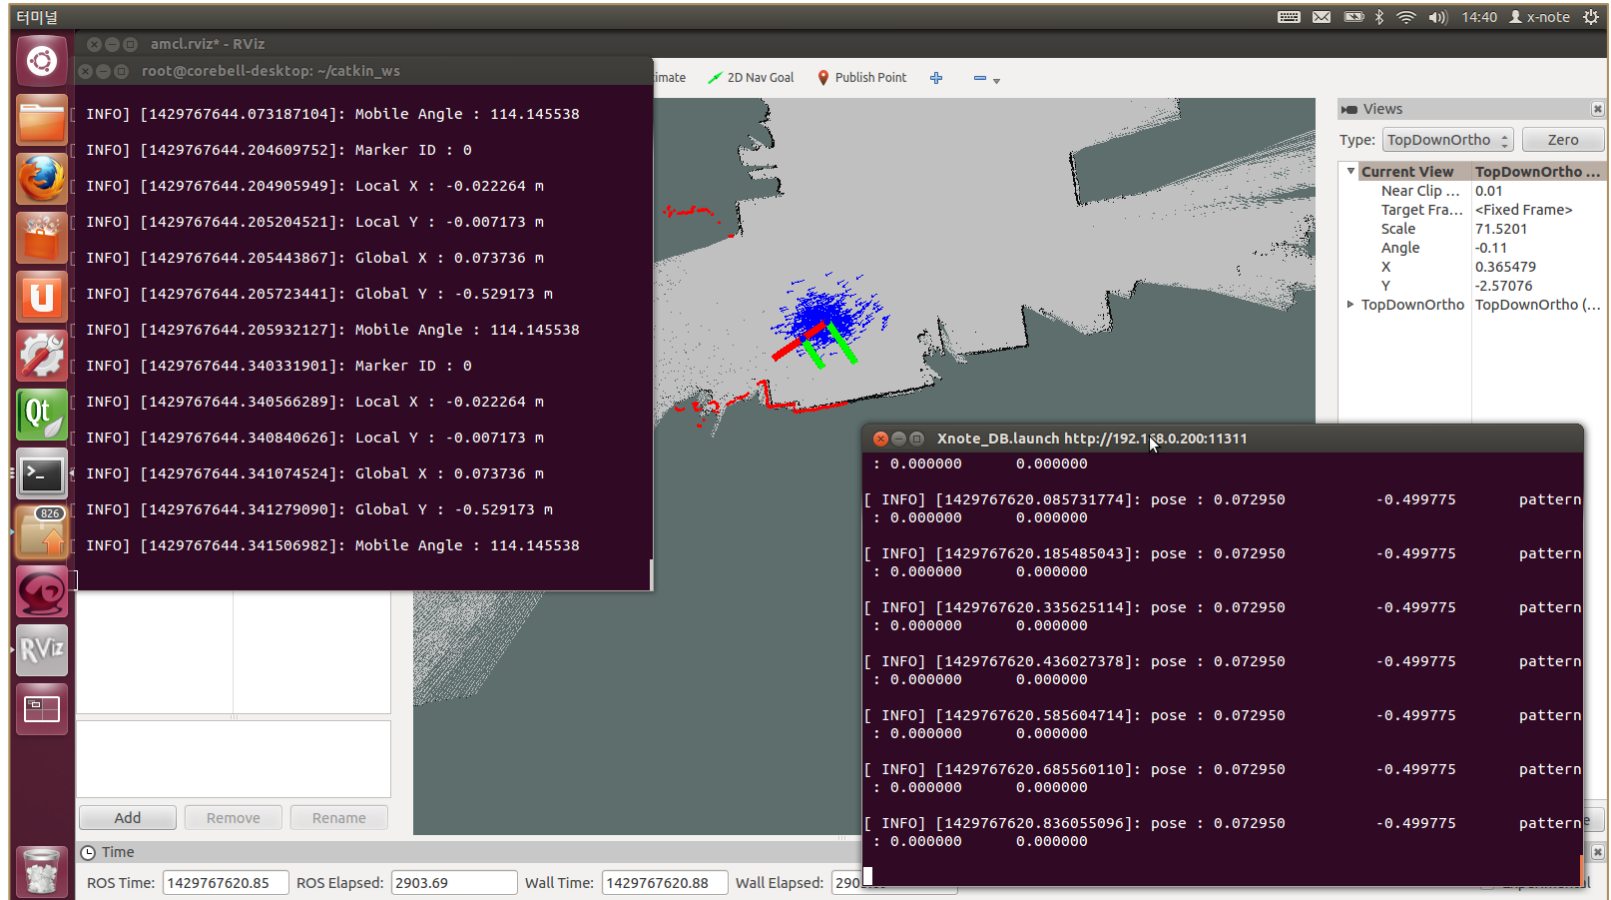 터미널
14:40 x-note
amcl.rviz* - RViz
root@corebell-desktop: ~/catkin_ws
INFO] [1429767644.073187104]: Mobile Angle : 114.145538
INFO] [1429767644.204609752]: Marker ID : 0
INFO] [1429767644.204905949]: Local X : -0.022264 m
INFO] [1429767644.205204521]: Local Y : -0.007173 m
INFO] [1429767644.205443867]: Global X : 0.073736 m
INFO] [1429767644.205723441]: Global Y : -0.529173 m
INFO] [1429767644.205932127]: Mobile Angle : 114.145538
INFO] [1429767644.340331901]: Marker ID : 0
INFO] [1429767644.340566289]: Local X : -0.022264 m
INFO] [1429767644.340840626]: Local Y : -0.007173 m
INFO] [1429767644.341074524]: Global X : 0.073736 m
INFO] [1429767644.341279090]: Global Y : -0.529173 m
INFO] [1429767644.341506982]: Mobile Angle : 114.145538
imate 2D Nav Goal Publish Point
Views
Type: TopDownOrtho Zero
Current View TopDownOrtho ...
Near Clip ... 0.01
Target Fra... <Fixed Frame>
Scale 71.5201
Angle -0.11
X 0.365479
Y -2.57076
TopDownOrtho TopDownOrtho (...
Qt
826
RViz
Xnote_DB.launch http://192.168.0.200:11311
: 0.000000 0.000000
[ INFO] [1429767620.085731774]: pose : 0.072950 -0.499775 pattern
: 0.000000 0.000000
[ INFO] [1429767620.185485043]: pose : 0.072950 -0.499775 pattern
: 0.000000 0.000000
[ INFO] [1429767620.335625114]: pose : 0.072950 -0.499775 pattern
: 0.000000 0.000000
[ INFO] [1429767620.436027378]: pose : 0.072950 -0.499775 pattern
: 0.000000 0.000000
[ INFO] [1429767620.585604714]: pose : 0.072950 -0.499775 pattern
: 0.000000 0.000000
[ INFO] [1429767620.685560110]: pose : 0.072950 -0.499775 pattern
: 0.000000 0.000000
[ INFO] [1429767620.836055096]: pose : 0.072950 -0.499775 pattern
: 0.000000 0.000000
Add Remove Rename
Time
ROS Time: 1429767620.85 ROS Elapsed: 2903.69 Wall Time: 1429767620.88 Wall Elapsed: